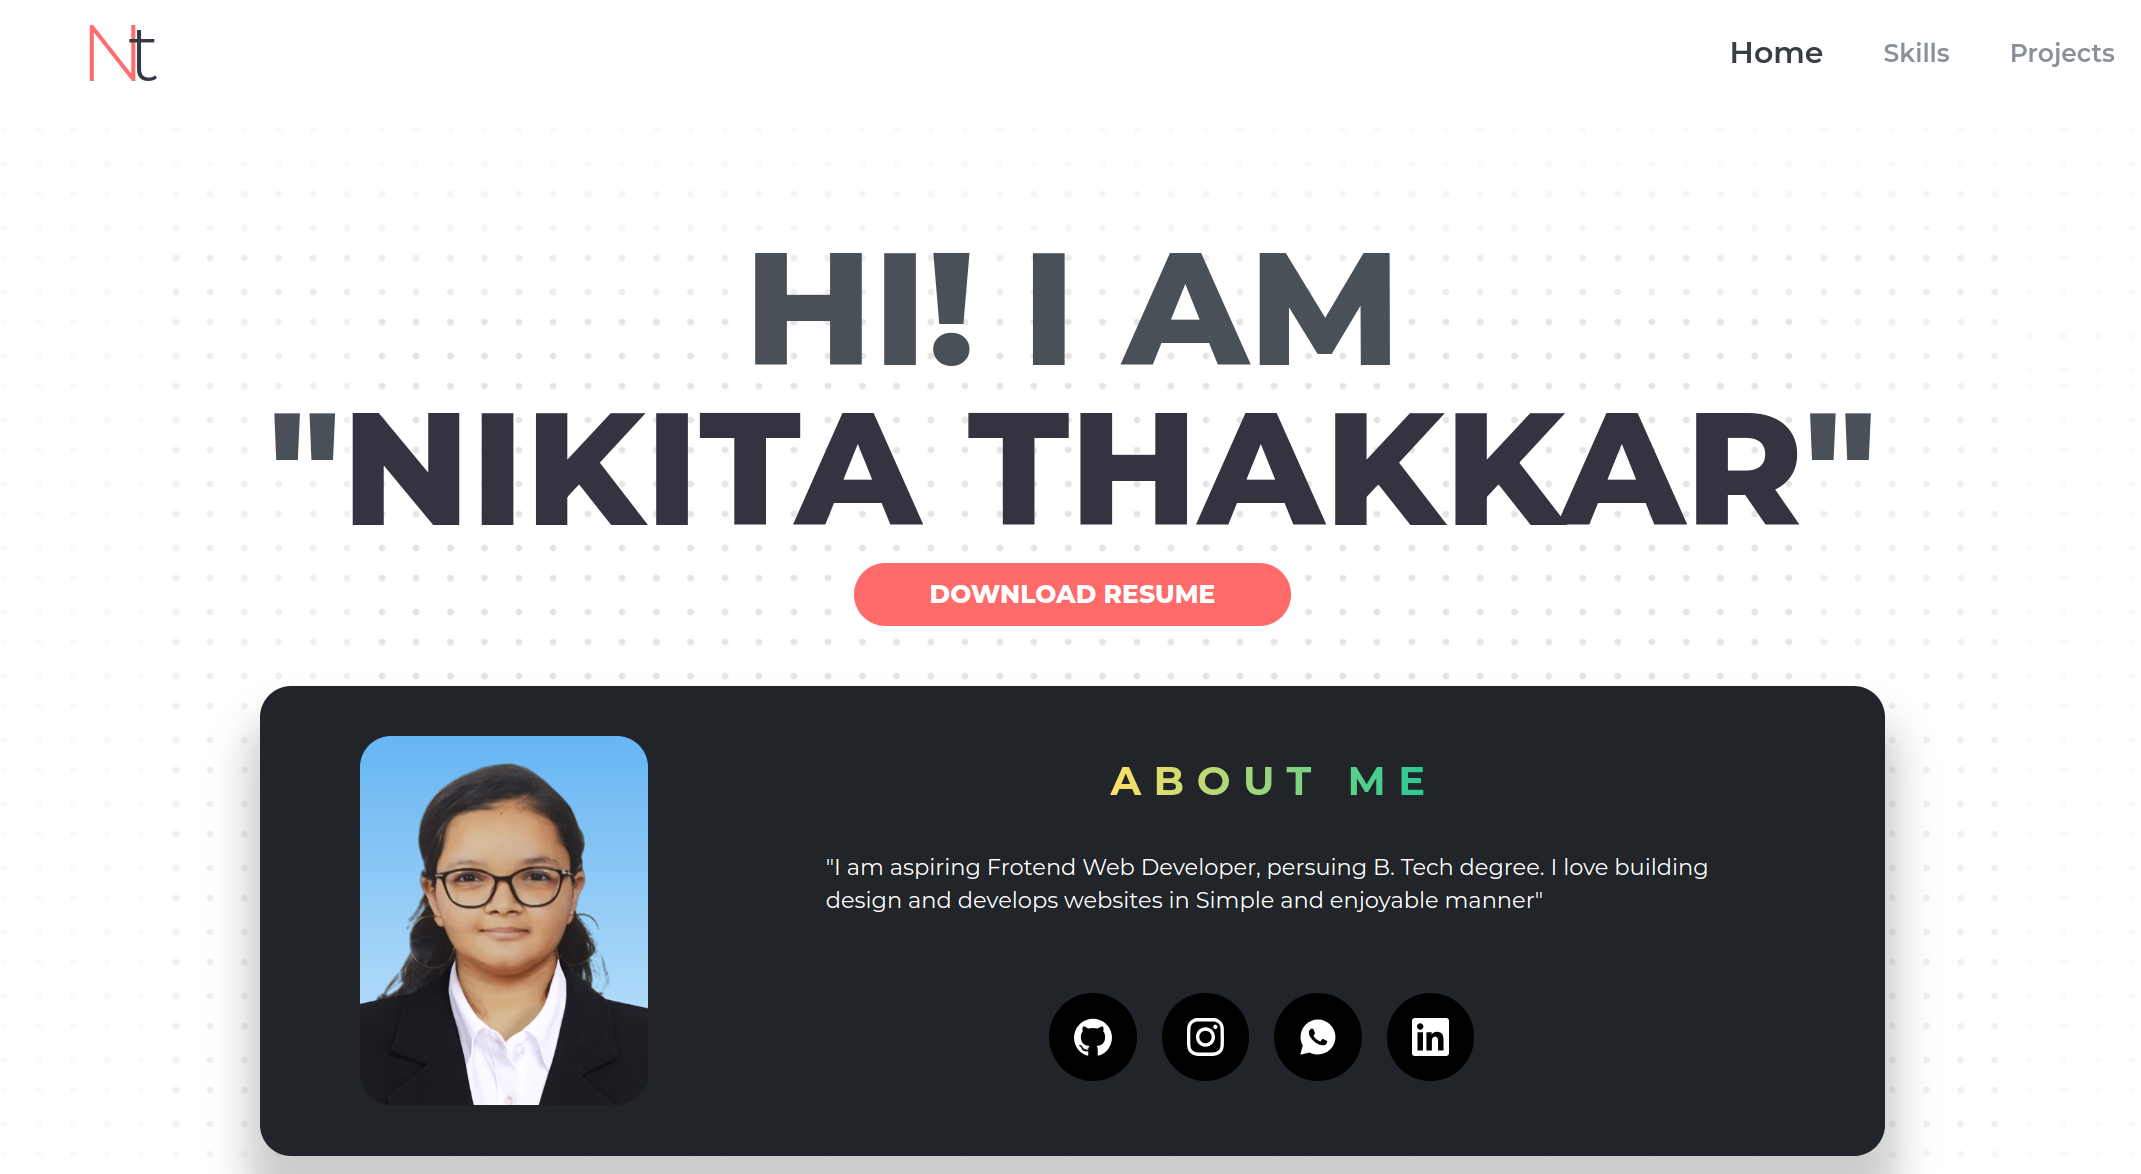 Nt
Home Skills Projects
HI! I AM
"NIKITA THAKKAR"
DOWNLOAD RESUME
ABOUT ME
"I am aspiring Frotend Web Developer, persuing B. Tech degree. I love building
design and develops websites in Simple and enjoyable manner"
in